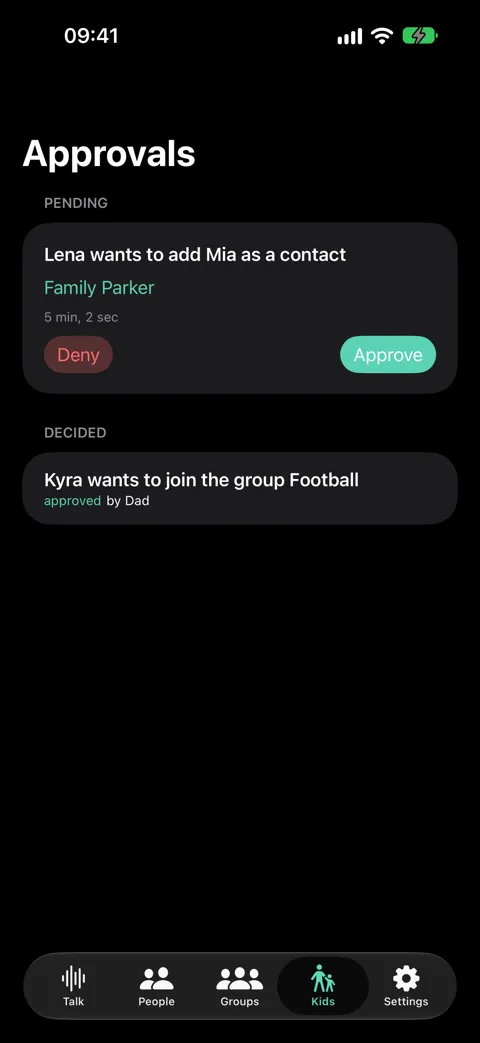 09:41
Approvals
PENDING
Lena wants to add Mia as a contact
Family Parker
5 min, 2 sec
Deny
Approve
DECIDED
Kyra wants to join the group Football
approved by Dad
Talk
People
Groups
Kids
Settings